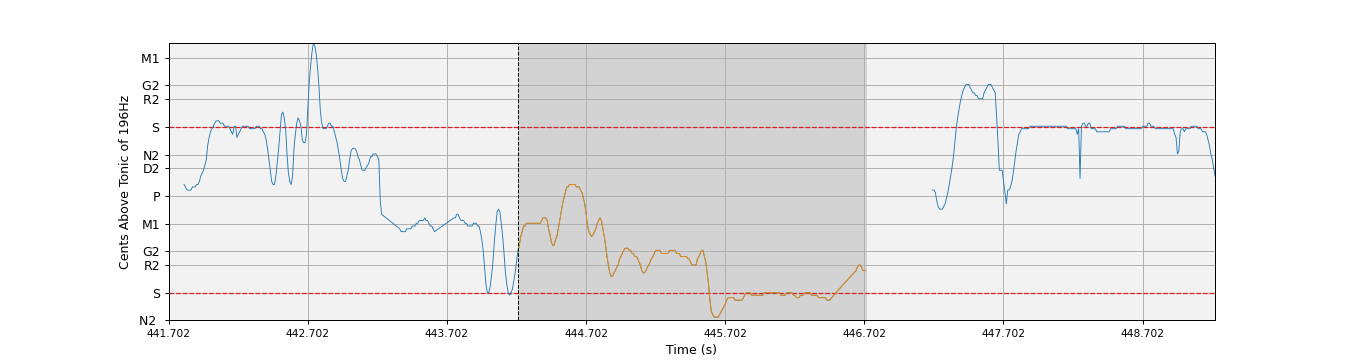 Cents Above Tonic of 196Hz
M1
G2
R2
S
N2
D2
P
M1
G2
R2
S
N2
441.702 442.702 443.702 444.702 445.702 446.702 447.702 448.702
Time (s)